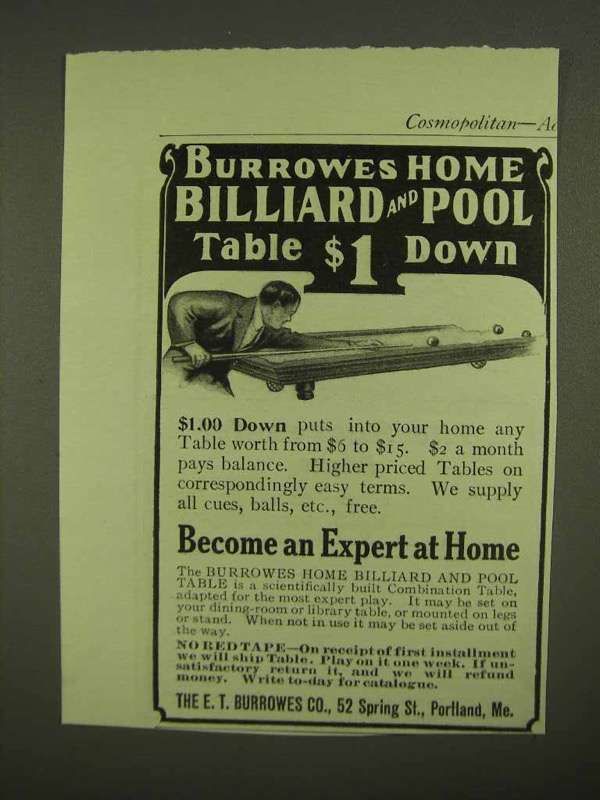 Cosmopolitan—Ad
BURROWES HOME
BILLIARD AND POOL
Table $1 Down
$1.00 Down puts into your home any
Table worth from $6 to $15. $2 a month
pays balance. Higher priced Tables on
correspondingly easy terms. We supply
all cues, balls, etc., free.
Become an Expert at Home
The BURROWES HOME BILLIARD AND POOL
TABLE is a scientifically built Combination Table,
adapted for the most expert play. It may be set on
your dining-room or library table, or mounted on legs
or stand. When not in use it may be set aside out of
the way.
NO RED TAPE—On receipt of first installment
we will ship Table. Play on it one week. If un-
satisfactory return it, and we will refund
money. Write to-day for catalogue.
THE E. T. BURROWES CO., 52 Spring St., Portland, Me.